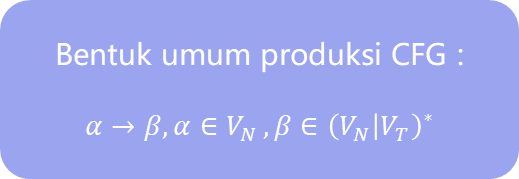 Bentuk umum produksi CFG :
α → β, α ∈ V_N , β ∈ (V_N|V_T)*